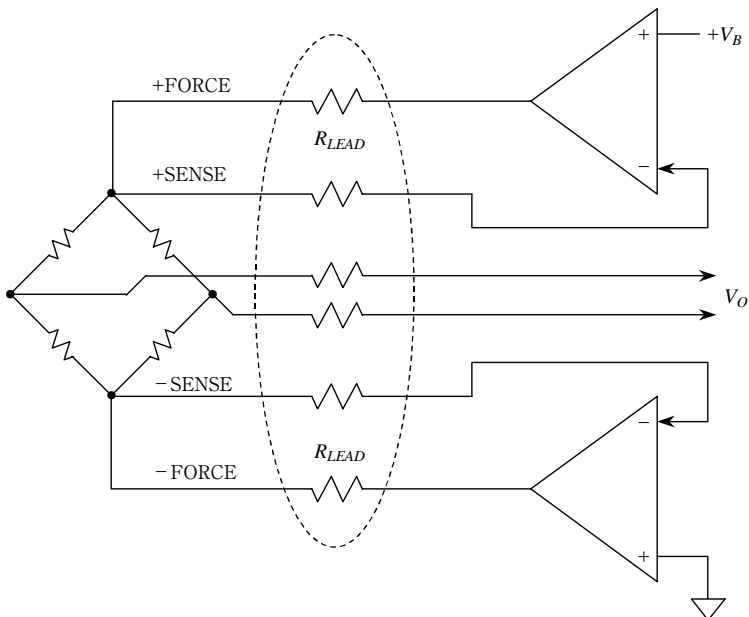 +
+V_B
+FORCE
R_LEAD
−
+SENSE
V_O
−SENSE
−
R_LEAD
−FORCE
+